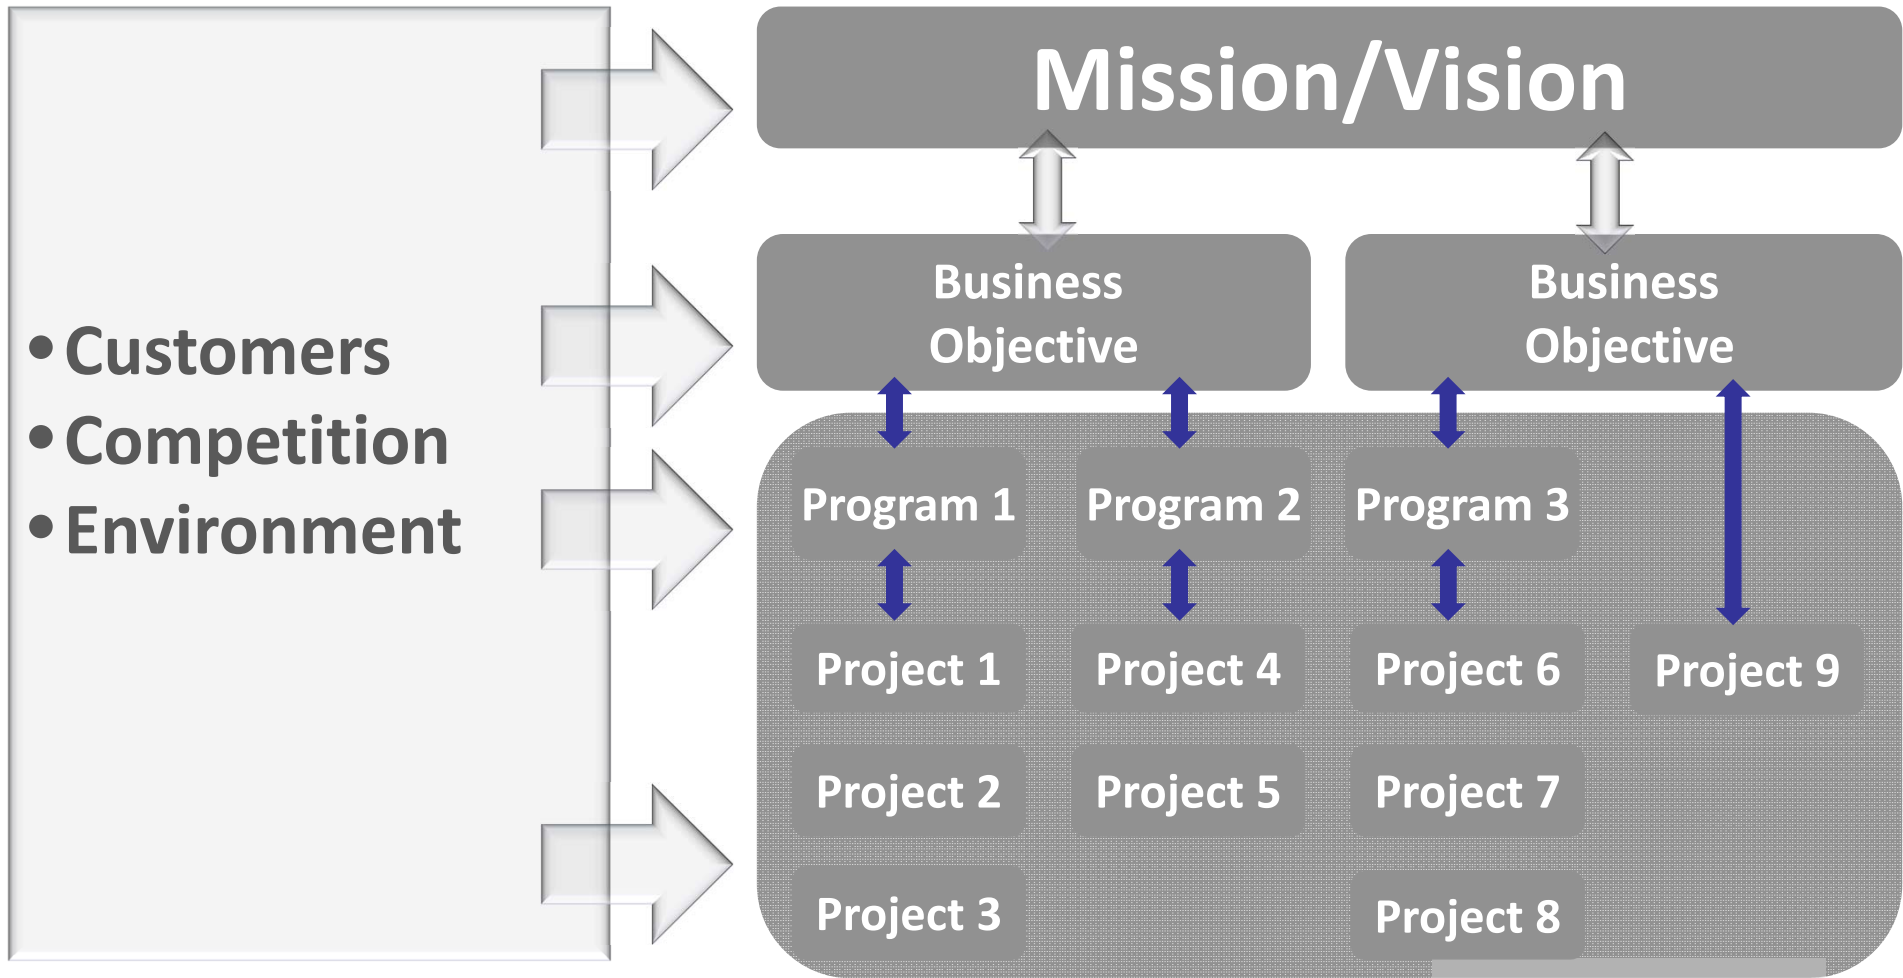 • Customers
• Competition
• Environment
Mission/Vision
Business
Objective
Business
Objective
Program 1
Program 2
Program 3
Project 1
Project 4
Project 6
Project 9
Project 2
Project 5
Project 7
Project 3
Project 8